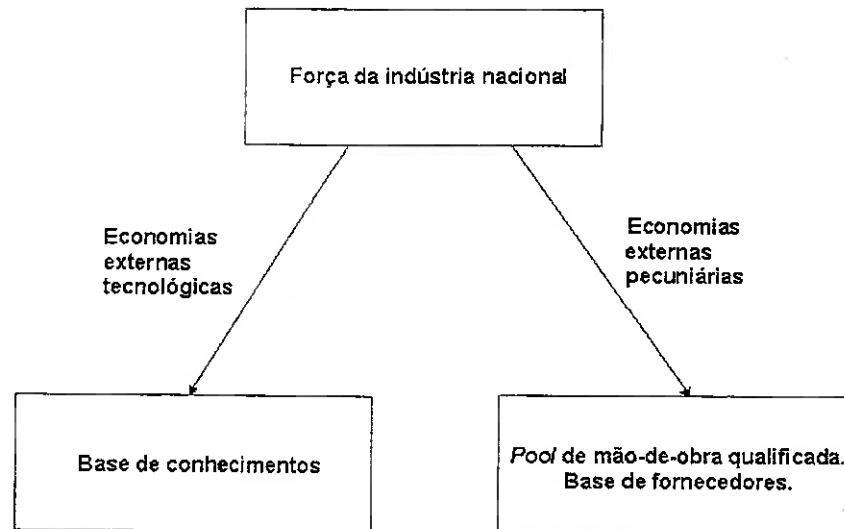 Força da indústria nacional
Economias
externas
tecnológicas
Economias
externas
pecuniárias
Base de conhecimentos
Pool de mão-de-obra qualificada.
Base de fornecedores.